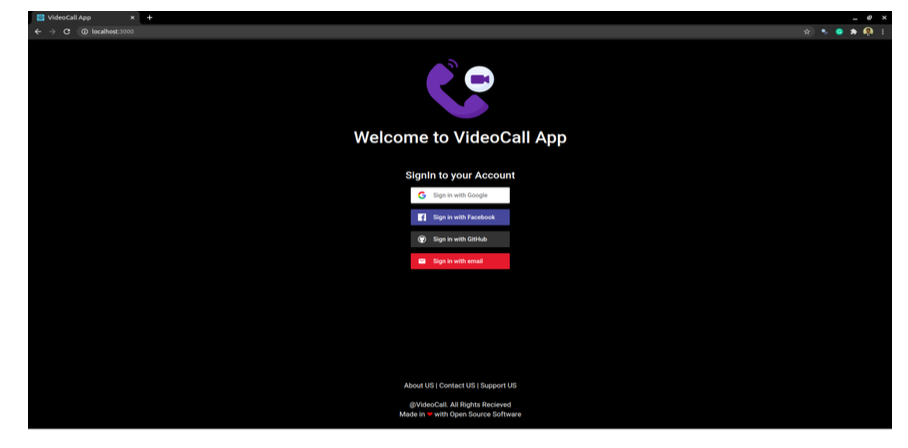 VideoCall App
localhost:3000
Welcome to VideoCall App
SignIn to your Account
Sign in with Google
Sign in with Facebook
Sign in with GitHub
Sign in with email
About US | Contact US | Support US
@VideoCall. All Rights Recieved
Made in ❤ with Open Source Software